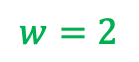 w = 2